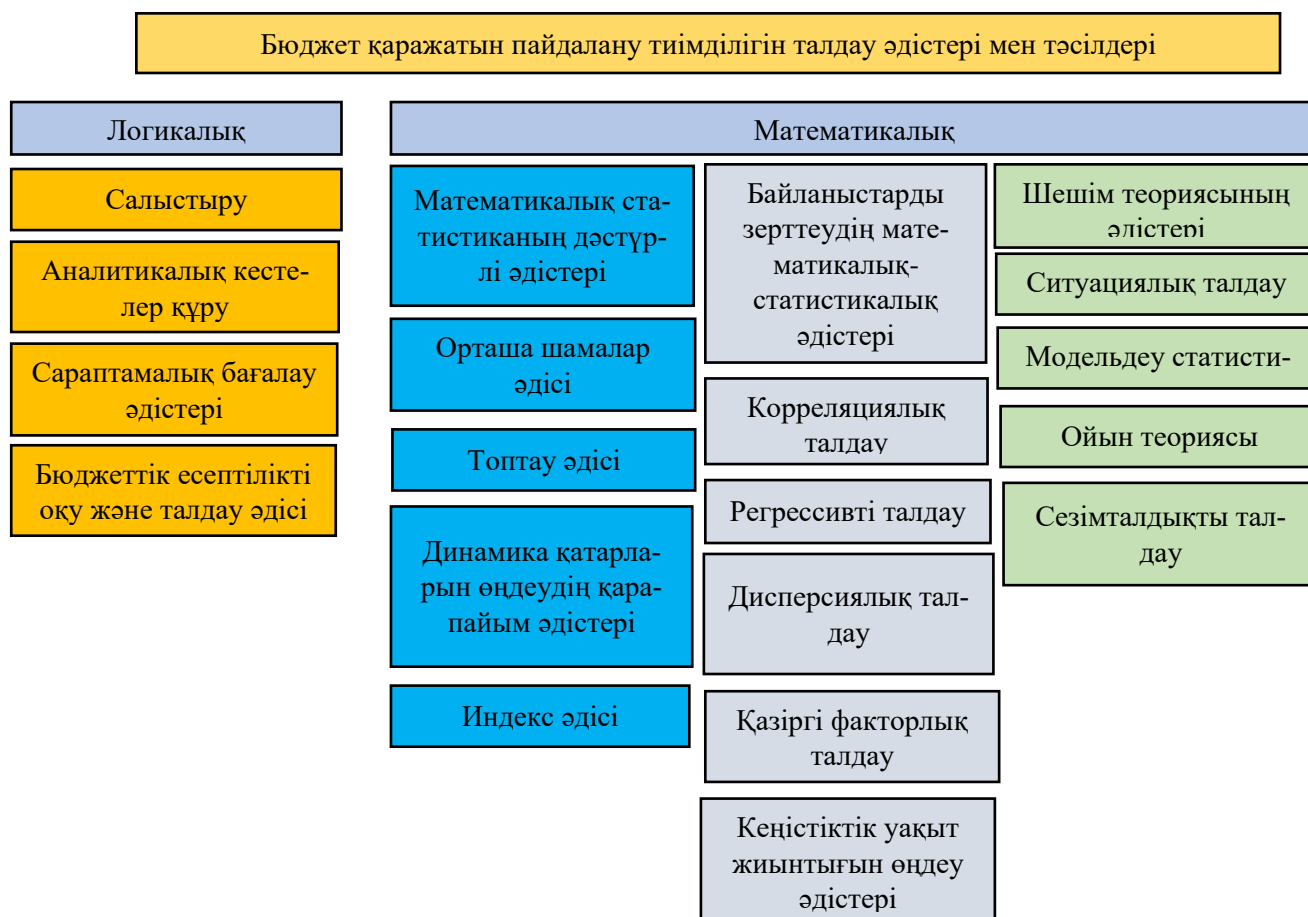 Бюджет қаражатын пайдалану тиімділігін талдау әдістері мен тәсілдері
Логикалық
Салыстыру
Аналитикалық кесте-
лер құру
Сараптамалық бағалау
әдістері
Бюджеттік есептілікті
оқу және талдау әдісі
Математикалық
Математикалық ста-
тистиканың дәстүр-
лі әдістері
Орташа шамалар
әдісі
Топтау әдісі
Динамика қатарла-
рын өңдеудің қара-
пайым әдістері
Индекс әдісі
Байланыстарды
зерттеудің мате-
матикалық-
статистикалық
әдістері
Корреляциялық
талдау
Регрессивті талдау
Дисперсиялық тал-
дау
Қазіргі факторлық
талдау
Кеңістіктік уақыт
жиынтығын өңдеу
әдістері
Шешім теориясының
әдістері
Ситуациялық талдау
Модельдеу статисти-
Ойын теориясы
Сезімталдықты тал-
дау